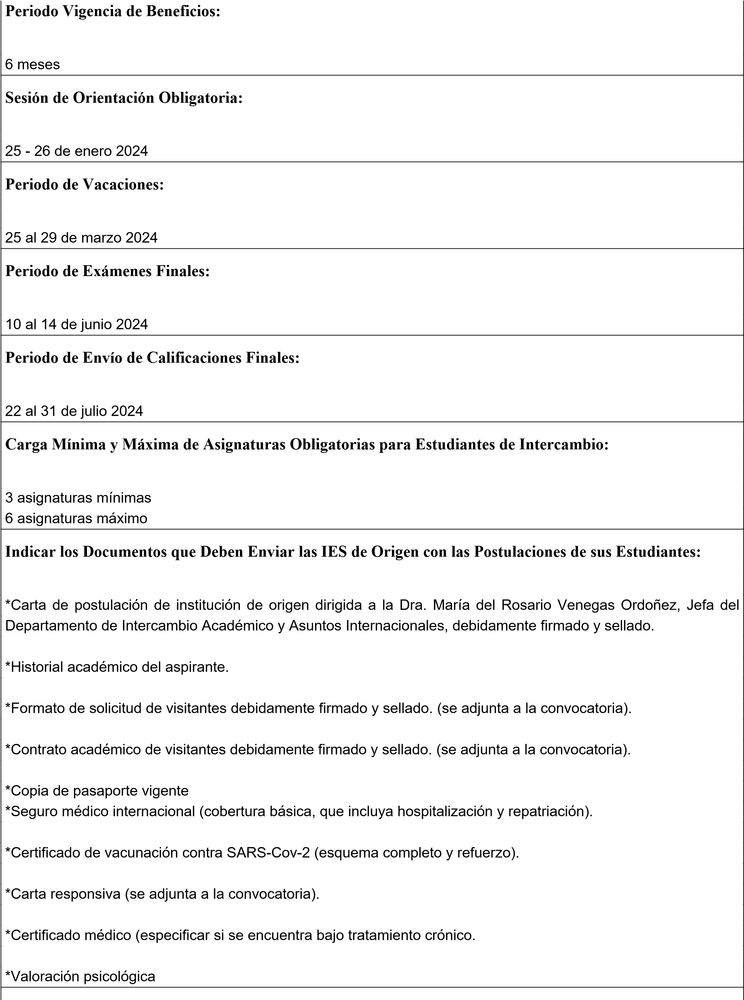 Periodo Vigencia de Beneficios:
6 meses
Sesión de Orientación Obligatoria:
25 - 26 de enero 2024
Periodo de Vacaciones:
25 al 29 de marzo 2024
Periodo de Exámenes Finales:
10 al 14 de junio 2024
Periodo de Envío de Calificaciones Finales:
22 al 31 de julio 2024
Carga Mínima y Máxima de Asignaturas Obligatorias para Estudiantes de Intercambio:
3 asignaturas mínimas
6 asignaturas máximo
Indicar los Documentos que Deben Enviar las IES de Origen con las Postulaciones de sus Estudiantes:
*Carta de postulación de institución de origen dirigida a la Dra. María del Rosario Venegas Ordoñez, Jefa del
Departamento de Intercambio Académico y Asuntos Internacionales, debidamente firmado y sellado.
*Historial académico del aspirante.
*Formato de solicitud de visitantes debidamente firmado y sellado. (se adjunta a la convocatoria).
*Contrato académico de visitantes debidamente firmado y sellado. (se adjunta a la convocatoria).
*Copia de pasaporte vigente
*Seguro médico internacional (cobertura básica, que incluya hospitalización y repatriación).
*Certificado de vacunación contra SARS-Cov-2 (esquema completo y refuerzo).
*Carta responsiva (se adjunta a la convocatoria).
*Certificado médico (especificar si se encuentra bajo tratamiento crónico.
*Valoración psicológica